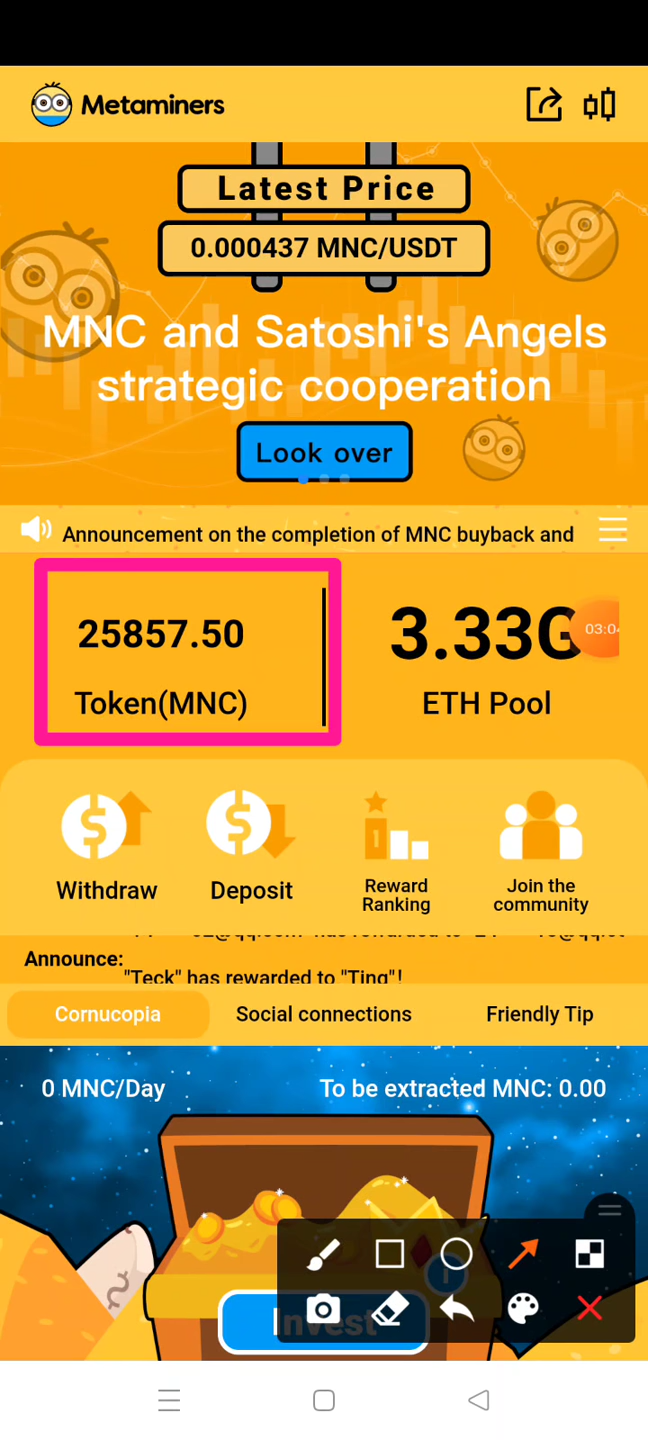 Metaminers
Latest Price
0.000437 MNC/USDT
MNC and Satoshi's Angels
strategic cooperation
Look over
Announcement on the completion of MNC buyback and
25857.50
Token(MNC)
3.33G
03:04
ETH Pool
Withdraw
Deposit
1
Reward
Ranking
Join the
community
Announce:
"Teck" has rewarded to "Ting"!
Cornucopia
Social connections
Friendly Tip
0 MNC/Day
To be extracted MNC: 0.00
Invest